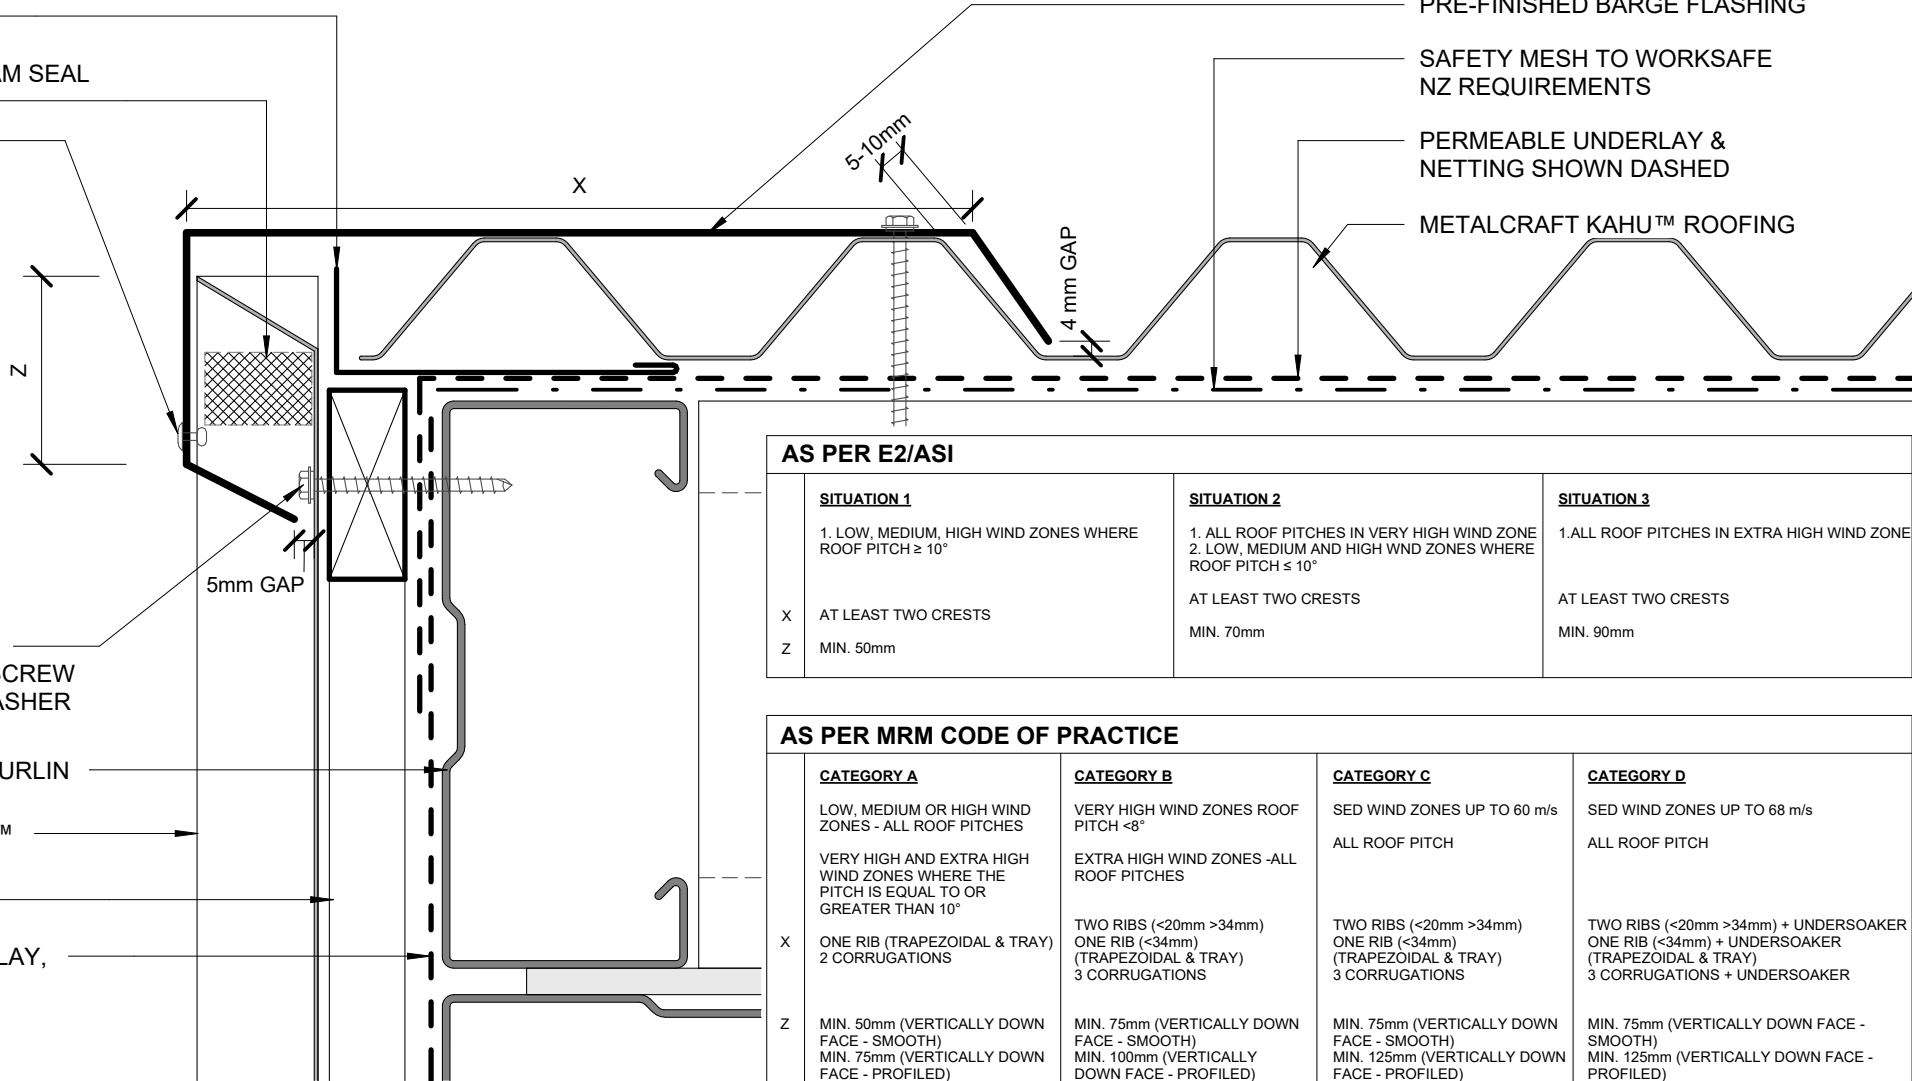 PRE-FINISHED BARGE FLASHING
SAFETY MESH TO WORKSAFE
NZ REQUIREMENTS
PERMEABLE UNDERLAY &
NETTING SHOWN DASHED
METALCRAFT KAHU™ ROOFING
AM SEAL
X
5-10mm
4 mm GAP
Z
5mm GAP
SCREW
ASHER
URLIN
™
LAY,
AS PER E2/ASI
SITUATION 1
1. LOW, MEDIUM, HIGH WIND ZONES WHERE
ROOF PITCH ≥ 10°
X AT LEAST TWO CRESTS
Z MIN. 50mm
SITUATION 2
1. ALL ROOF PITCHES IN VERY HIGH WIND ZONE
2. LOW, MEDIUM AND HIGH WND ZONES WHERE
ROOF PITCH ≤ 10°
AT LEAST TWO CRESTS
MIN. 70mm
SITUATION 3
1.ALL ROOF PITCHES IN EXTRA HIGH WIND ZONE
AT LEAST TWO CRESTS
MIN. 90mm
AS PER MRM CODE OF PRACTICE
CATEGORY A
LOW, MEDIUM OR HIGH WIND
ZONES - ALL ROOF PITCHES
VERY HIGH AND EXTRA HIGH
WIND ZONES WHERE THE
PITCH IS EQUAL TO OR
GREATER THAN 10°
X ONE RIB (TRAPEZOIDAL & TRAY)
2 CORRUGATIONS
Z MIN. 50mm (VERTICALLY DOWN
FACE - SMOOTH)
MIN. 75mm (VERTICALLY DOWN
FACE - PROFILED)
CATEGORY B
VERY HIGH WIND ZONES ROOF
PITCH <8°
EXTRA HIGH WIND ZONES -ALL
ROOF PITCHES
TWO RIBS (<20mm >34mm)
ONE RIB (<34mm)
(TRAPEZOIDAL & TRAY)
3 CORRUGATIONS
MIN. 75mm (VERTICALLY DOWN
FACE - SMOOTH)
MIN. 100mm (VERTICALLY
DOWN FACE - PROFILED)
CATEGORY C
SED WIND ZONES UP TO 60 m/s
ALL ROOF PITCH
TWO RIBS (<20mm >34mm)
ONE RIB (<34mm)
(TRAPEZOIDAL & TRAY)
3 CORRUGATIONS
MIN. 75mm (VERTICALLY DOWN
FACE - SMOOTH)
MIN. 125mm (VERTICALLY DOWN
FACE - PROFILED)
CATEGORY D
SED WIND ZONES UP TO 68 m/s
ALL ROOF PITCH
TWO RIBS (<20mm >34mm) + UNDERSOAKER
ONE RIB (<34mm) + UNDERSOAKER
(TRAPEZOIDAL & TRAY)
3 CORRUGATIONS + UNDERSOAKER
MIN. 75mm (VERTICALLY DOWN FACE -
SMOOTH)
MIN. 125mm (VERTICALLY DOWN FACE -
PROFILED)